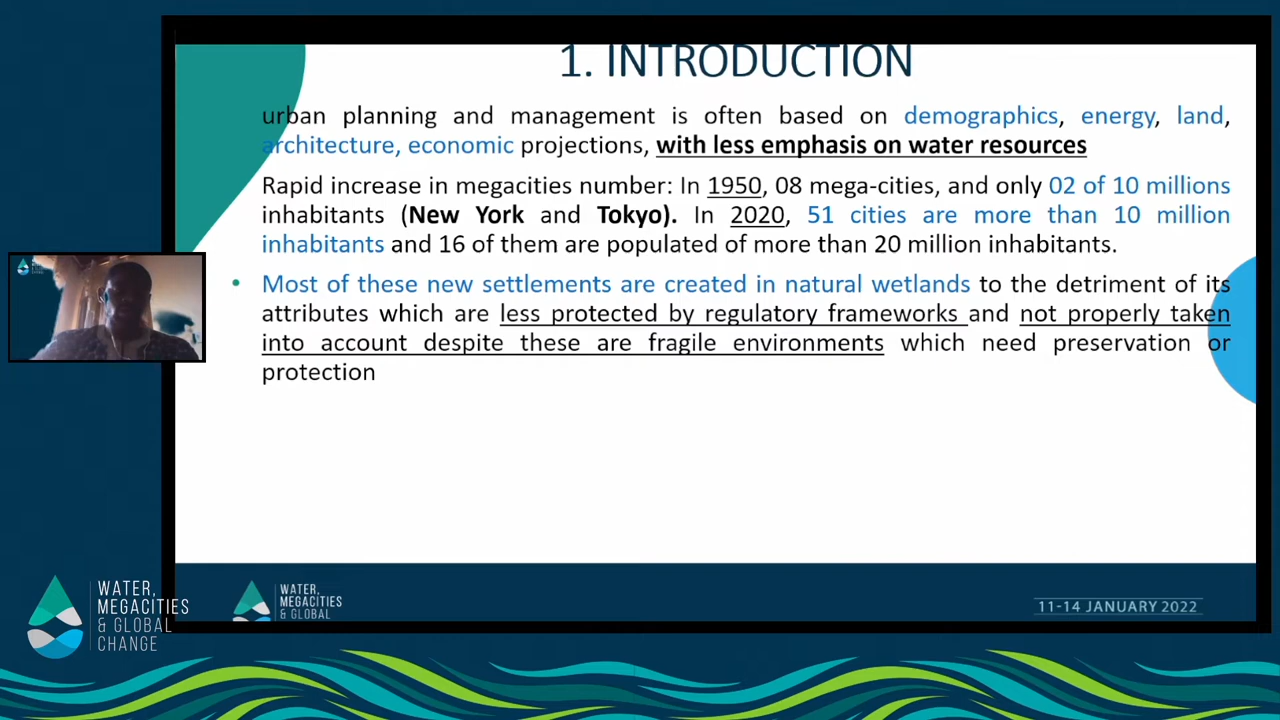 1. INTRODUCTION
urban planning and management is often based on demographics, energy, land,
architecture, economic projections, with less emphasis on water resources
Rapid increase in megacities number: In 1950, 08 mega-cities, and only 02 of 10 millions
inhabitants (New York and Tokyo). In 2020, 51 cities are more than 10 million
inhabitants and 16 of them are populated of more than 20 million inhabitants.
• Most of these new settlements are created in natural wetlands to the detriment of its
attributes which are less protected by regulatory frameworks and not properly taken
into account despite these are fragile environments which need preservation or
protection
WATER,
MEGACITIES
& GLOBAL
11-14 JANUARY 2022
WATER,
MEGACITIES
& GLOBAL
CHANGE